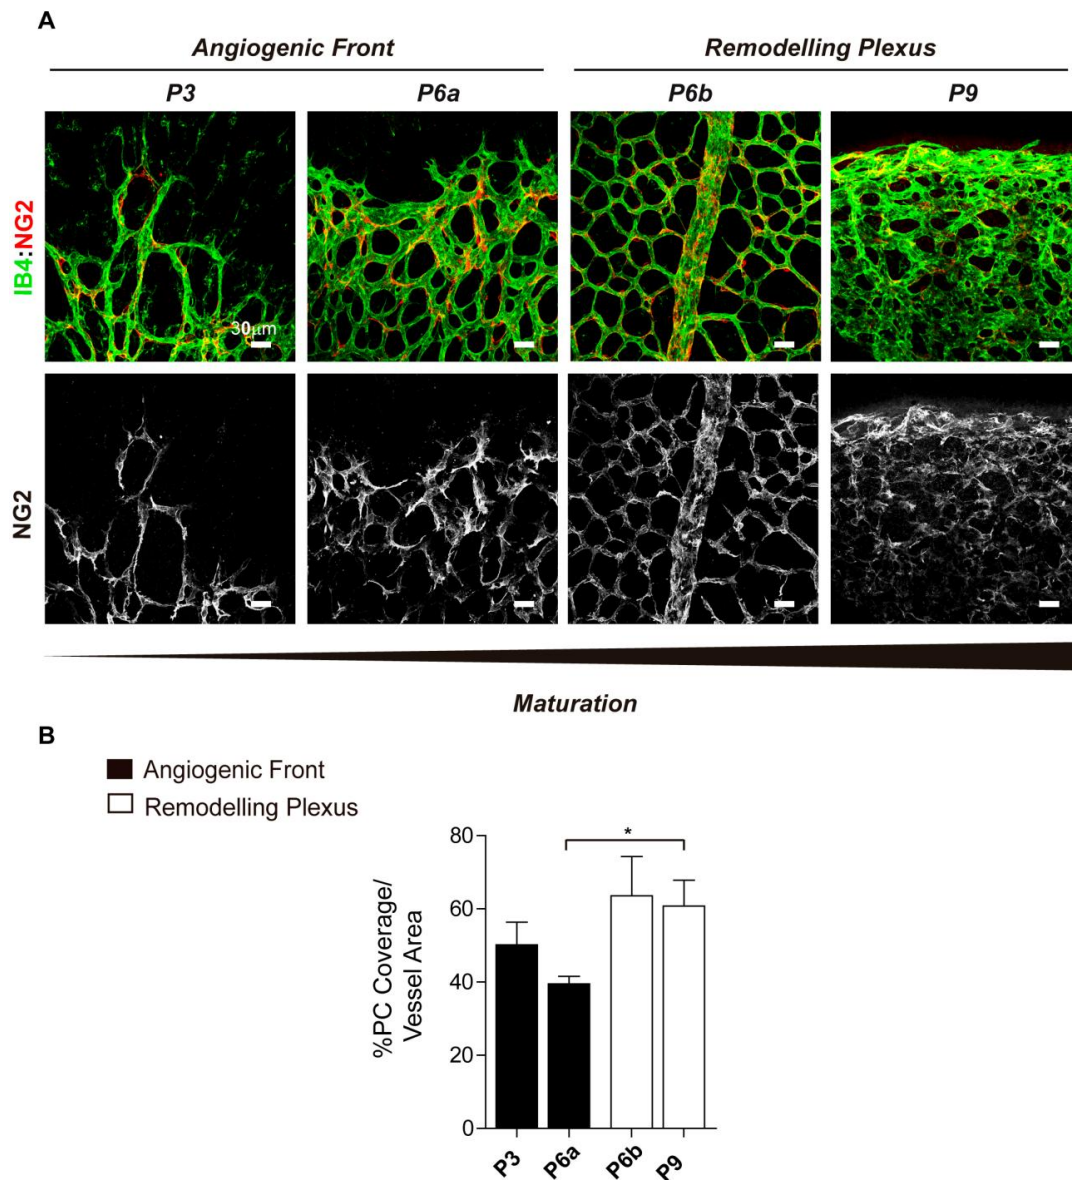 A
Angiogenic Front Remodelling Plexus
P3 P6a P6b P9
IB4:NG2
30µm
NG2
Maturation
B
Angiogenic Front
Remodelling Plexus
%PC Coverage/
Vessel Area
80
60
40
20
0
*
P3 P6a P6b P9